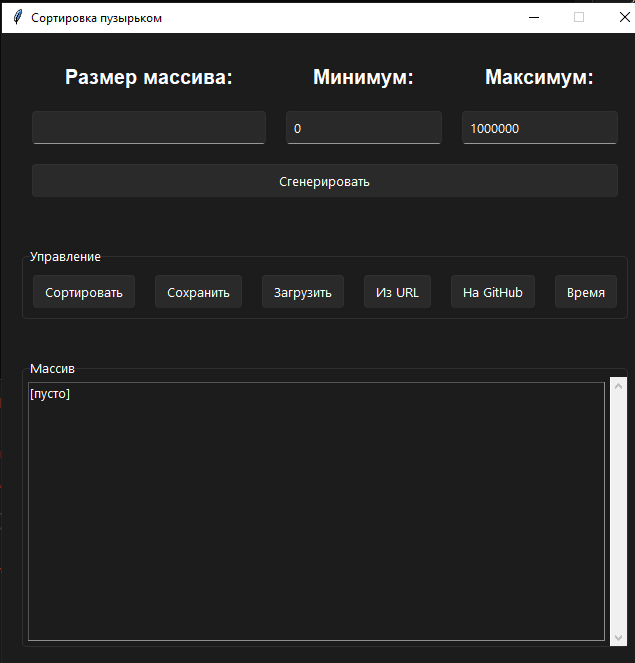 Сортировка пузырьком
Размер массива: Минимум: Максимум:
0 1000000
Сгенерировать
Управление
Сортировать Сохранить Загрузить Из URL На GitHub Время
Массив
[пусто]